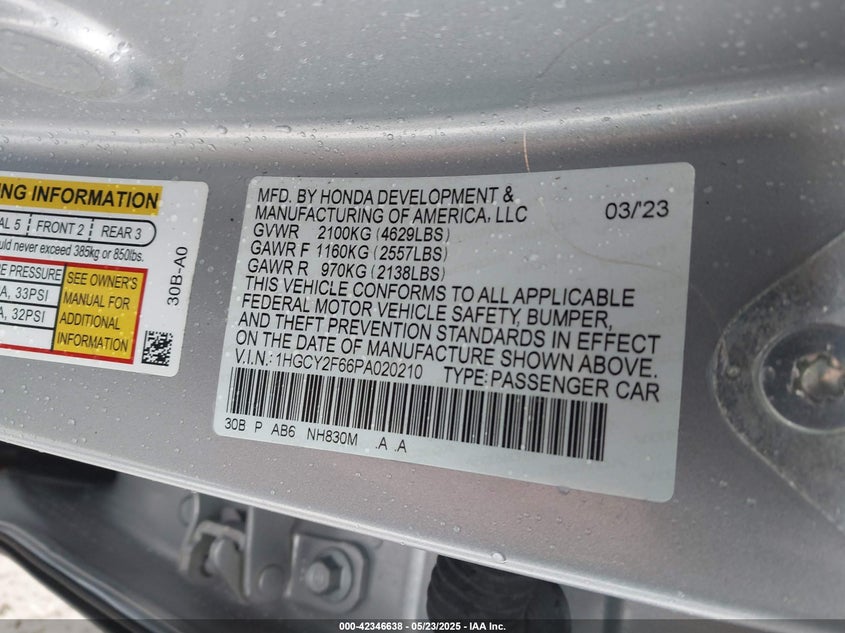 NG INFORMATION
AL 5 FRONT 2 REAR 3
ould never exceed 385kg or 850lbs.
E PRESSURE
A, 33PSI
A, 32PSI
SEE OWNER'S
MANUAL FOR
ADDITIONAL
INFORMATION
30B-A0
MFD. BY HONDA DEVELOPMENT &
MANUFACTURING OF AMERICA, LLC 03/'23
GVWR 2100KG (4629LBS)
GAWR F 1160KG (2557LBS)
GAWR R 970KG (2138LBS)
THIS VEHICLE CONFORMS TO ALL APPLICABLE
FEDERAL MOTOR VEHICLE SAFETY, BUMPER,
AND THEFT PREVENTION STANDARDS IN EFFECT
ON THE DATE OF MANUFACTURE SHOWN ABOVE.
V.I.N.: 1HGCY2F66PA020210 TYPE: PASSENGER CAR
30B P AB6 NH830M .A .A
000-42346638 - 05/23/2025 - IAA Inc.